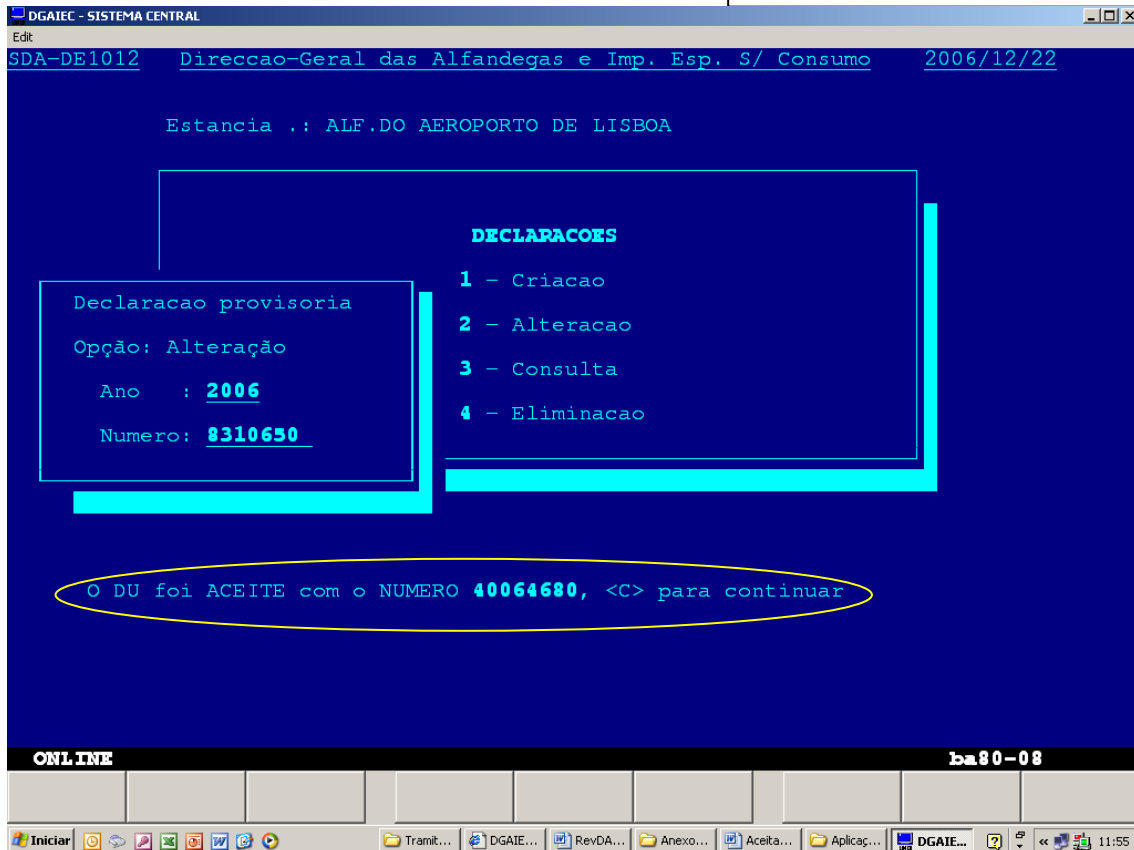 DGAIEC - SISTEMA CENTRAL
Edit
SDA-DE1012 Direccao-Geral das Alfandegas e Imp. Esp. S/ Consumo 2006/12/22
Estancia .: ALF.DO AEROPORTO DE LISBOA
DECLARACOES
1 - Criacao
2 - Alteracao
3 - Consulta
4 - Eliminacao
Declaracao provisoria
Opção: Alteração
Ano : 2006
Numero: 8310650
O DU foi ACEITE com o NUMERO 40064680, <C> para continuar
ONLINE ba80-08
Iniciar Tramit... DGAIE... RevDA... Anexo... Aceita... Aplicaç... DGAIE... « 11:55